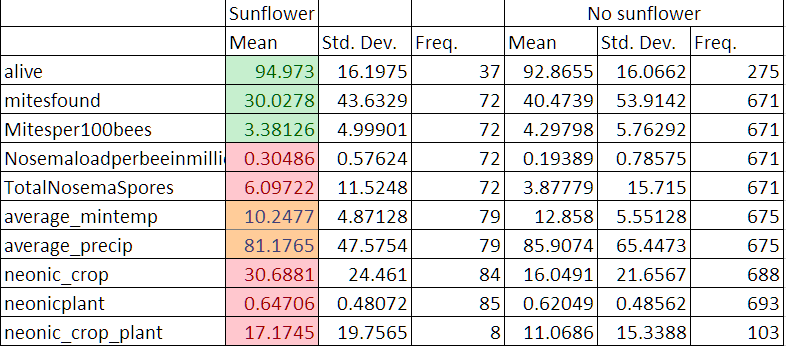 Sunflower No sunflower
Mean Std. Dev. Freq. Mean Std. Dev. Freq.
alive 94.973 16.1975 37 92.8655 16.0662 275
mitesfound 30.0278 43.6329 72 40.4739 53.9142 671
Mitesper100bees 3.38126 4.99901 72 4.29798 5.76292 671
Nosemaloadperbeeinmilli 0.30486 0.57624 72 0.19389 0.78575 671
TotalNosemaSpores 6.09722 11.5248 72 3.87779 15.715 671
average_mintemp 10.2477 4.87128 79 12.858 5.55128 675
average_precip 81.1765 47.5754 79 85.9074 65.4473 675
neonic_crop 30.6881 24.461 84 16.0491 21.6567 688
neonicplant 0.64706 0.48072 85 0.62049 0.48562 693
neonic_crop_plant 17.1745 19.7565 8 11.0686 15.3388 103